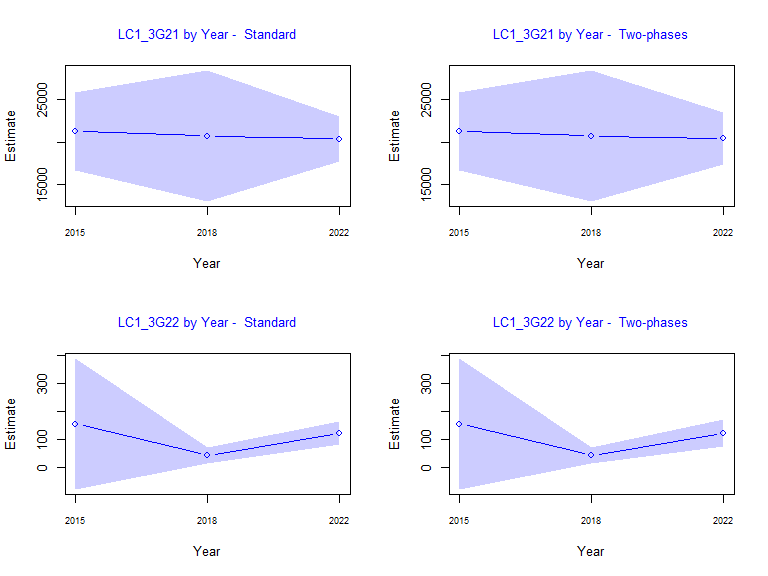 LC1_3G21 by Year -  Standard
Estimate
25000
15000
2015
2018
2022
Year
LC1_3G21 by Year -  Two-phases
Estimate
25000
15000
2015
2018
2022
Year
LC1_3G22 by Year -  Standard
Estimate
300
100
0
2015
2018
2022
Year
LC1_3G22 by Year -  Two-phases
Estimate
300
100
0
2015
2018
2022
Year